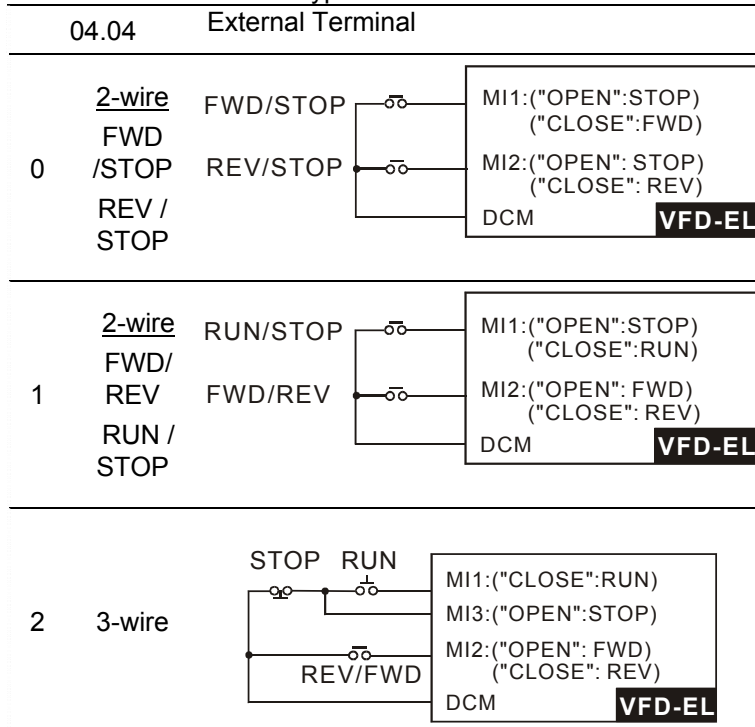 04.04 External Terminal
0
2-wire
FWD
/STOP
REV /
STOP
FWD/STOP
REV/STOP
MI1:("OPEN":STOP)
("CLOSE":FWD)
MI2:("OPEN": STOP)
("CLOSE": REV)
DCM
VFD-EL
1
2-wire
FWD/
REV
RUN /
STOP
RUN/STOP
FWD/REV
MI1:("OPEN":STOP)
("CLOSE":RUN)
MI2:("OPEN": FWD)
("CLOSE": REV)
DCM
VFD-EL
2
3-wire
STOP RUN
REV/FWD
MI1:("CLOSE":RUN)
MI3:("OPEN":STOP)
MI2:("OPEN": FWD)
("CLOSE": REV)
DCM
VFD-EL